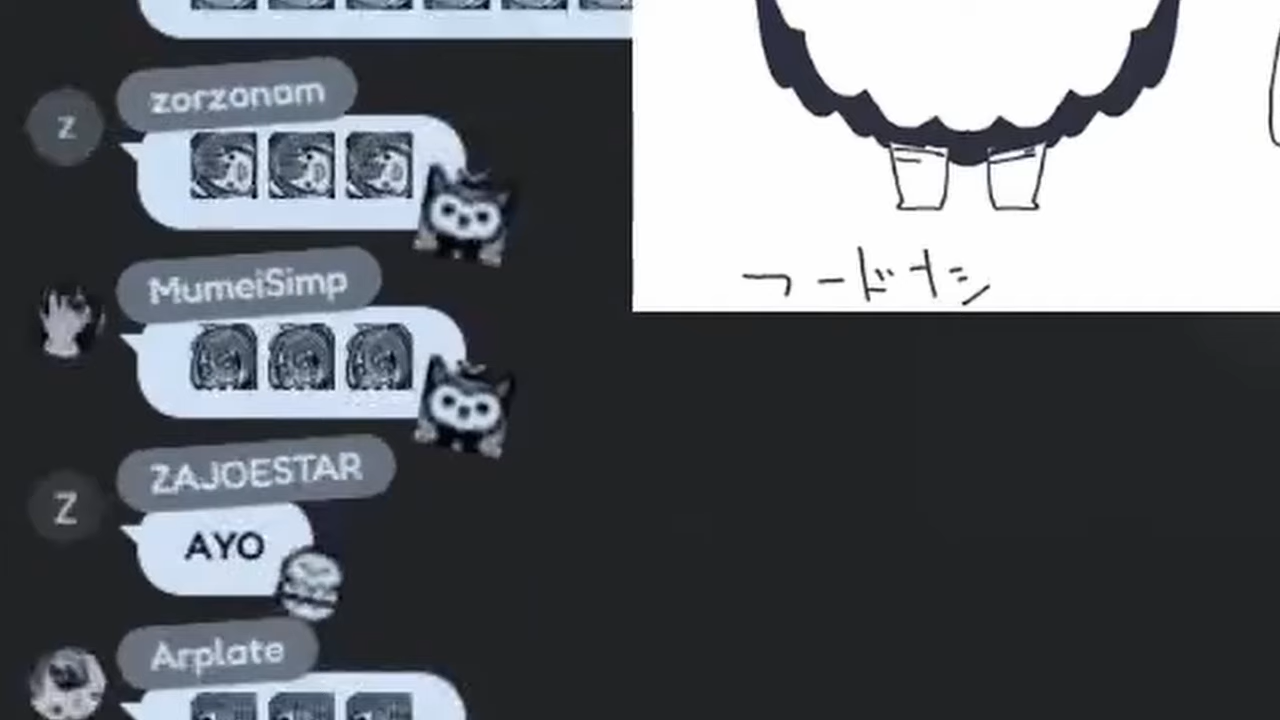 zorzonam
z
MumeiSimp
ZAJOESTAR
Z
AYO
Arplate
フードナシ